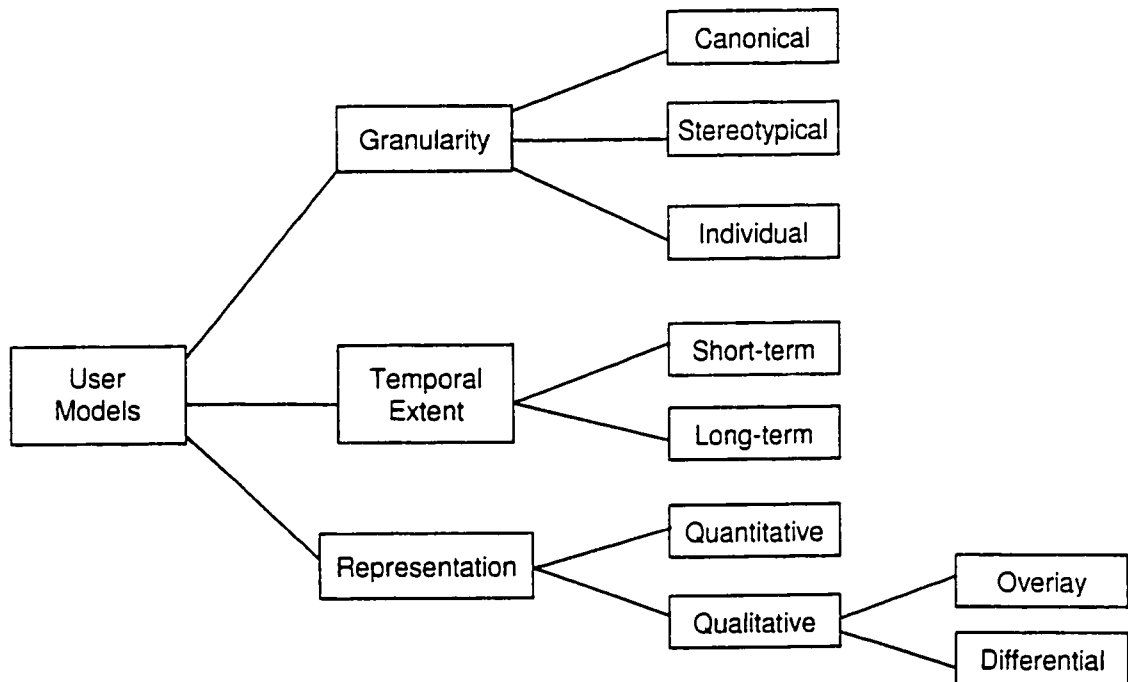 Canonical
Granularity
Stereotypical
Individual
User
Models
Temporal
Extent
Short-term
Long-term
Representation
Quantitative
Qualitative
Overiay
Differential